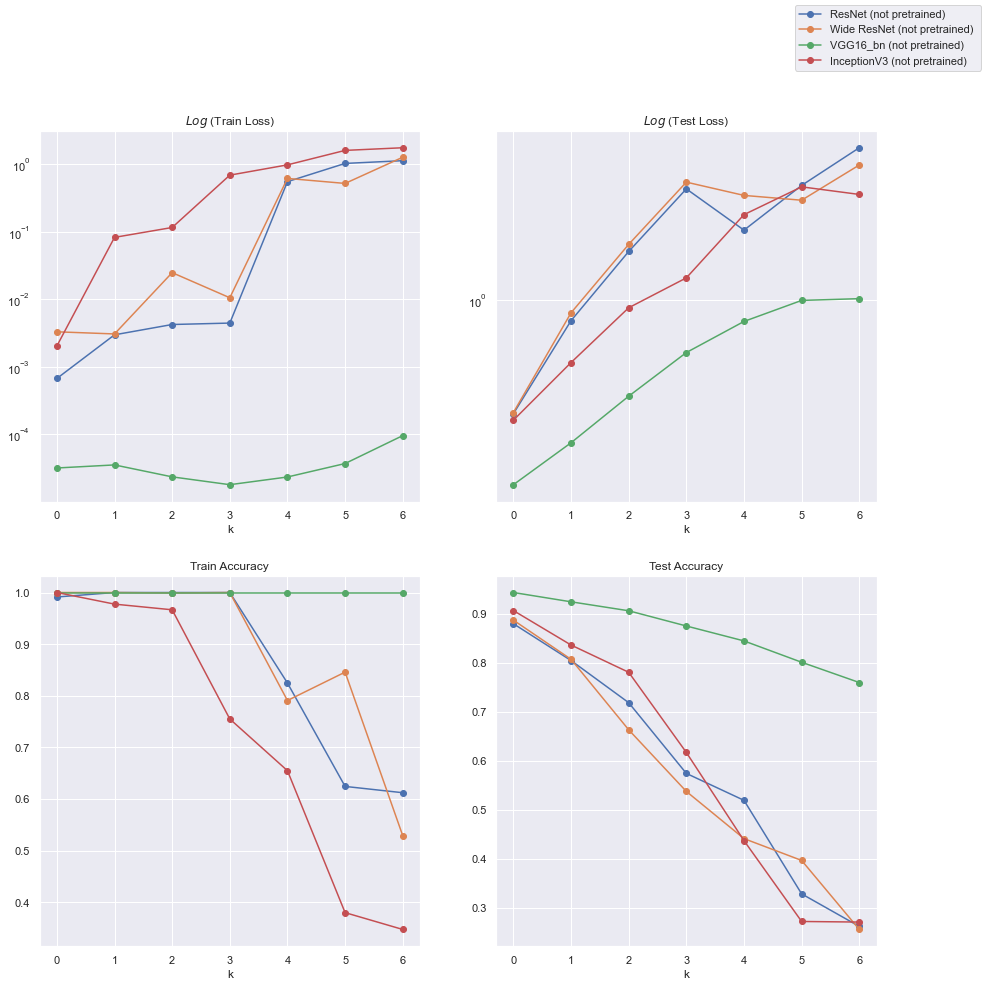 ResNet (not pretrained)
Wide ResNet (not pretrained)
VGG16_bn (not pretrained)
InceptionV3 (not pretrained)
Log (Train Loss)
10⁰
10⁻¹
10⁻²
10⁻³
10⁻⁴
0 1 2 3 4 5 6
k
Log (Test Loss)
10⁰
0 1 2 3 4 5 6
k
Train Accuracy
1.0
0.9
0.8
0.7
0.6
0.5
0.4
0 1 2 3 4 5 6
k
Test Accuracy
0.9
0.8
0.7
0.6
0.5
0.4
0.3
0 1 2 3 4 5 6
k